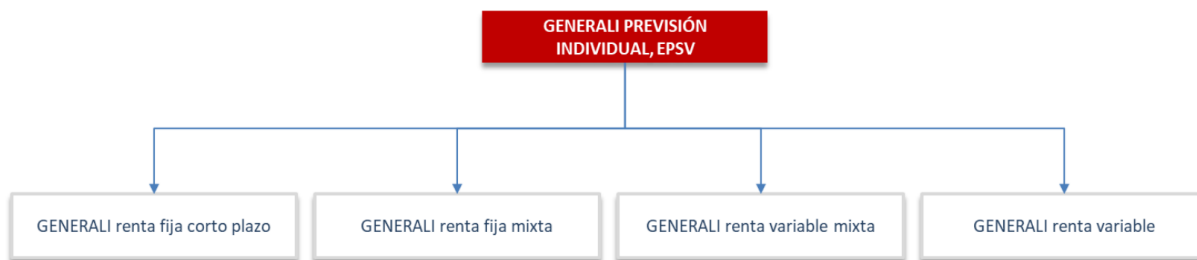 GENERALI PREVISIÓN
INDIVIDUAL, EPSV
GENERALI renta fija corto plazo
GENERALI renta fija mixta
GENERALI renta variable mixta
GENERALI renta variable